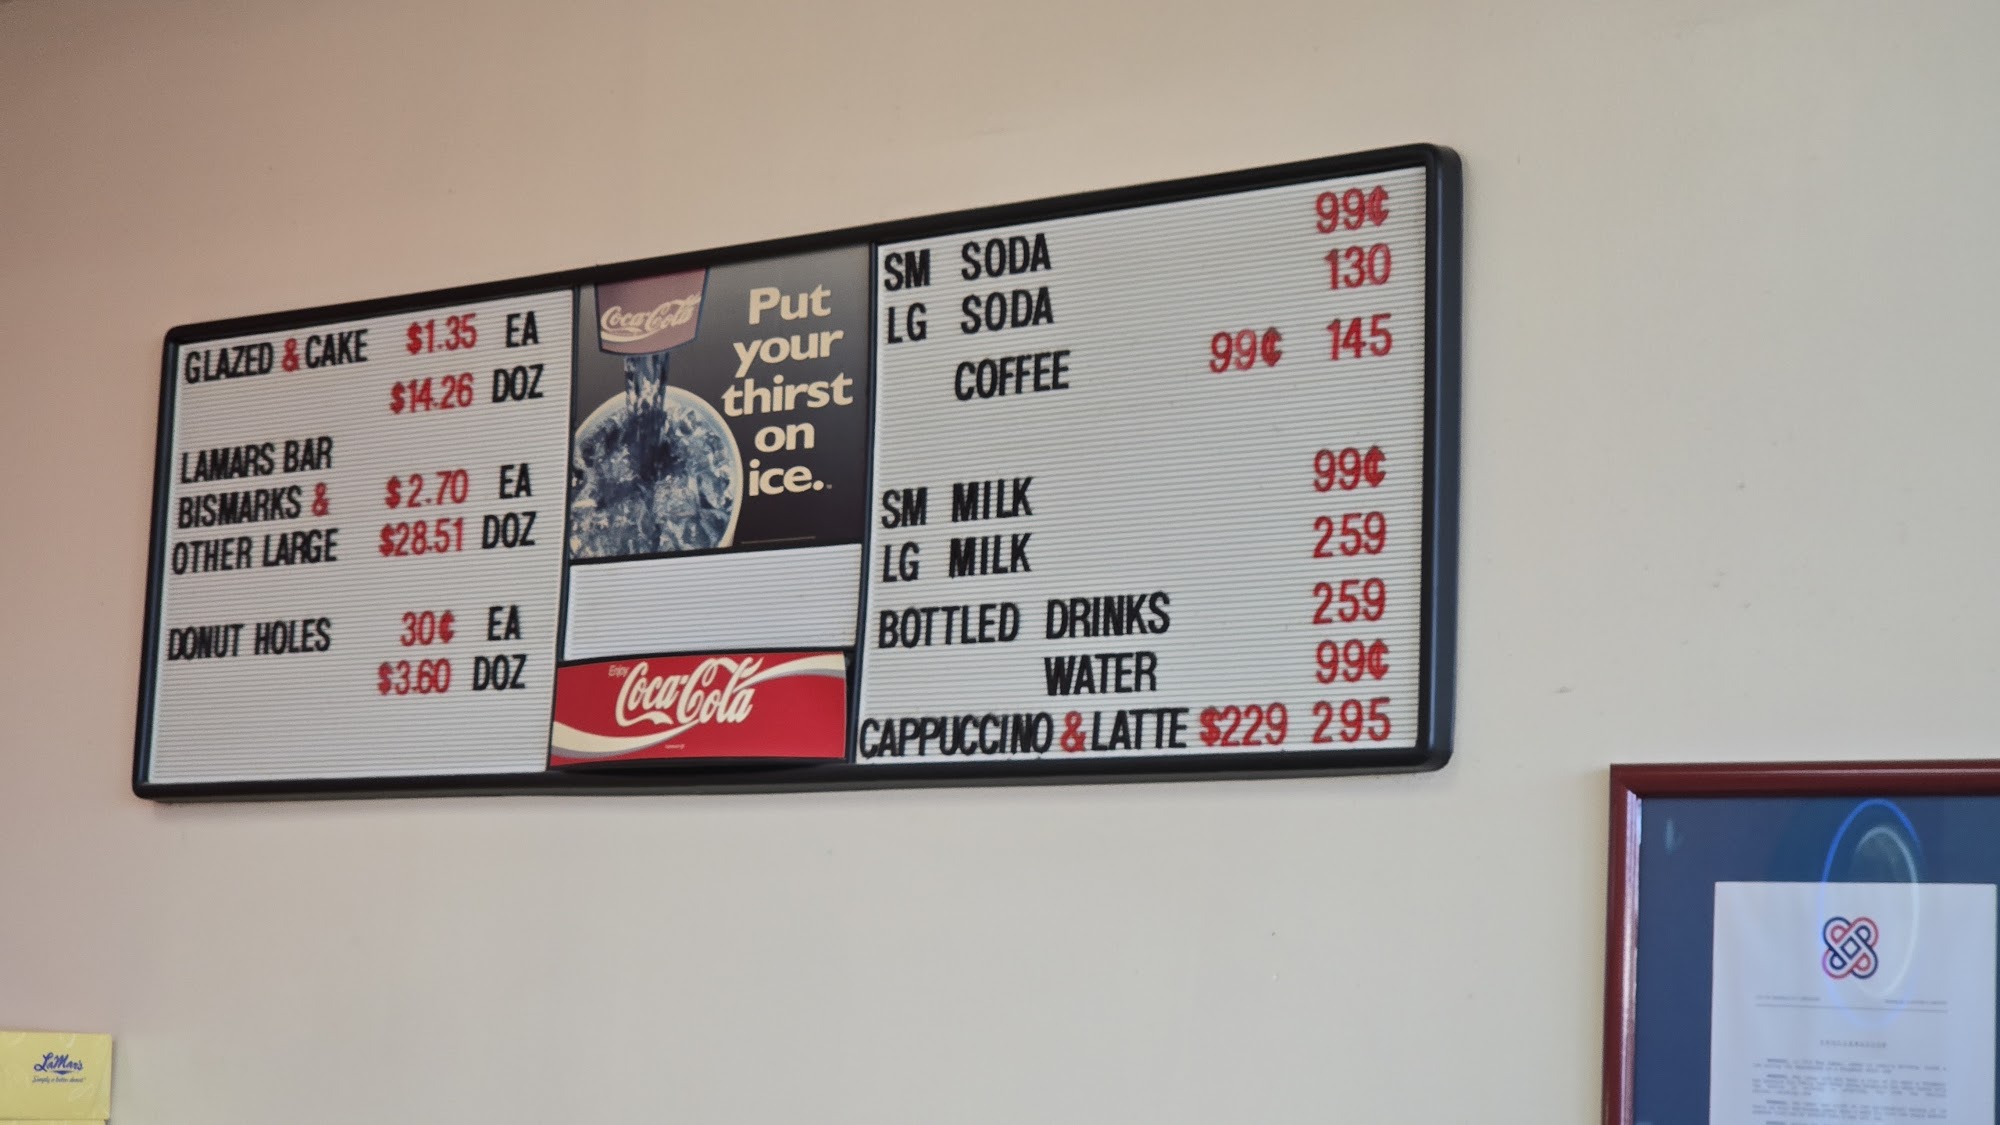 GLAZED & CAKE $1.35 EA
$14.26 DOZ
LAMARS BAR
BISMARKS & $2.70 EA
OTHER LARGE $28.51 DOZ
DONUT HOLES 30¢ EA
$3.60 DOZ
Coca-Cola
Put
your
thirst
on
ice.
Enjoy
Coca-Cola
SM SODA 99¢
LG SODA 130
COFFEE 99¢ 145
SM MILK 99¢
LG MILK 259
BOTTLED DRINKS 259
WATER 99¢
CAPPUCCINO & LATTE $229 295
LaMar's